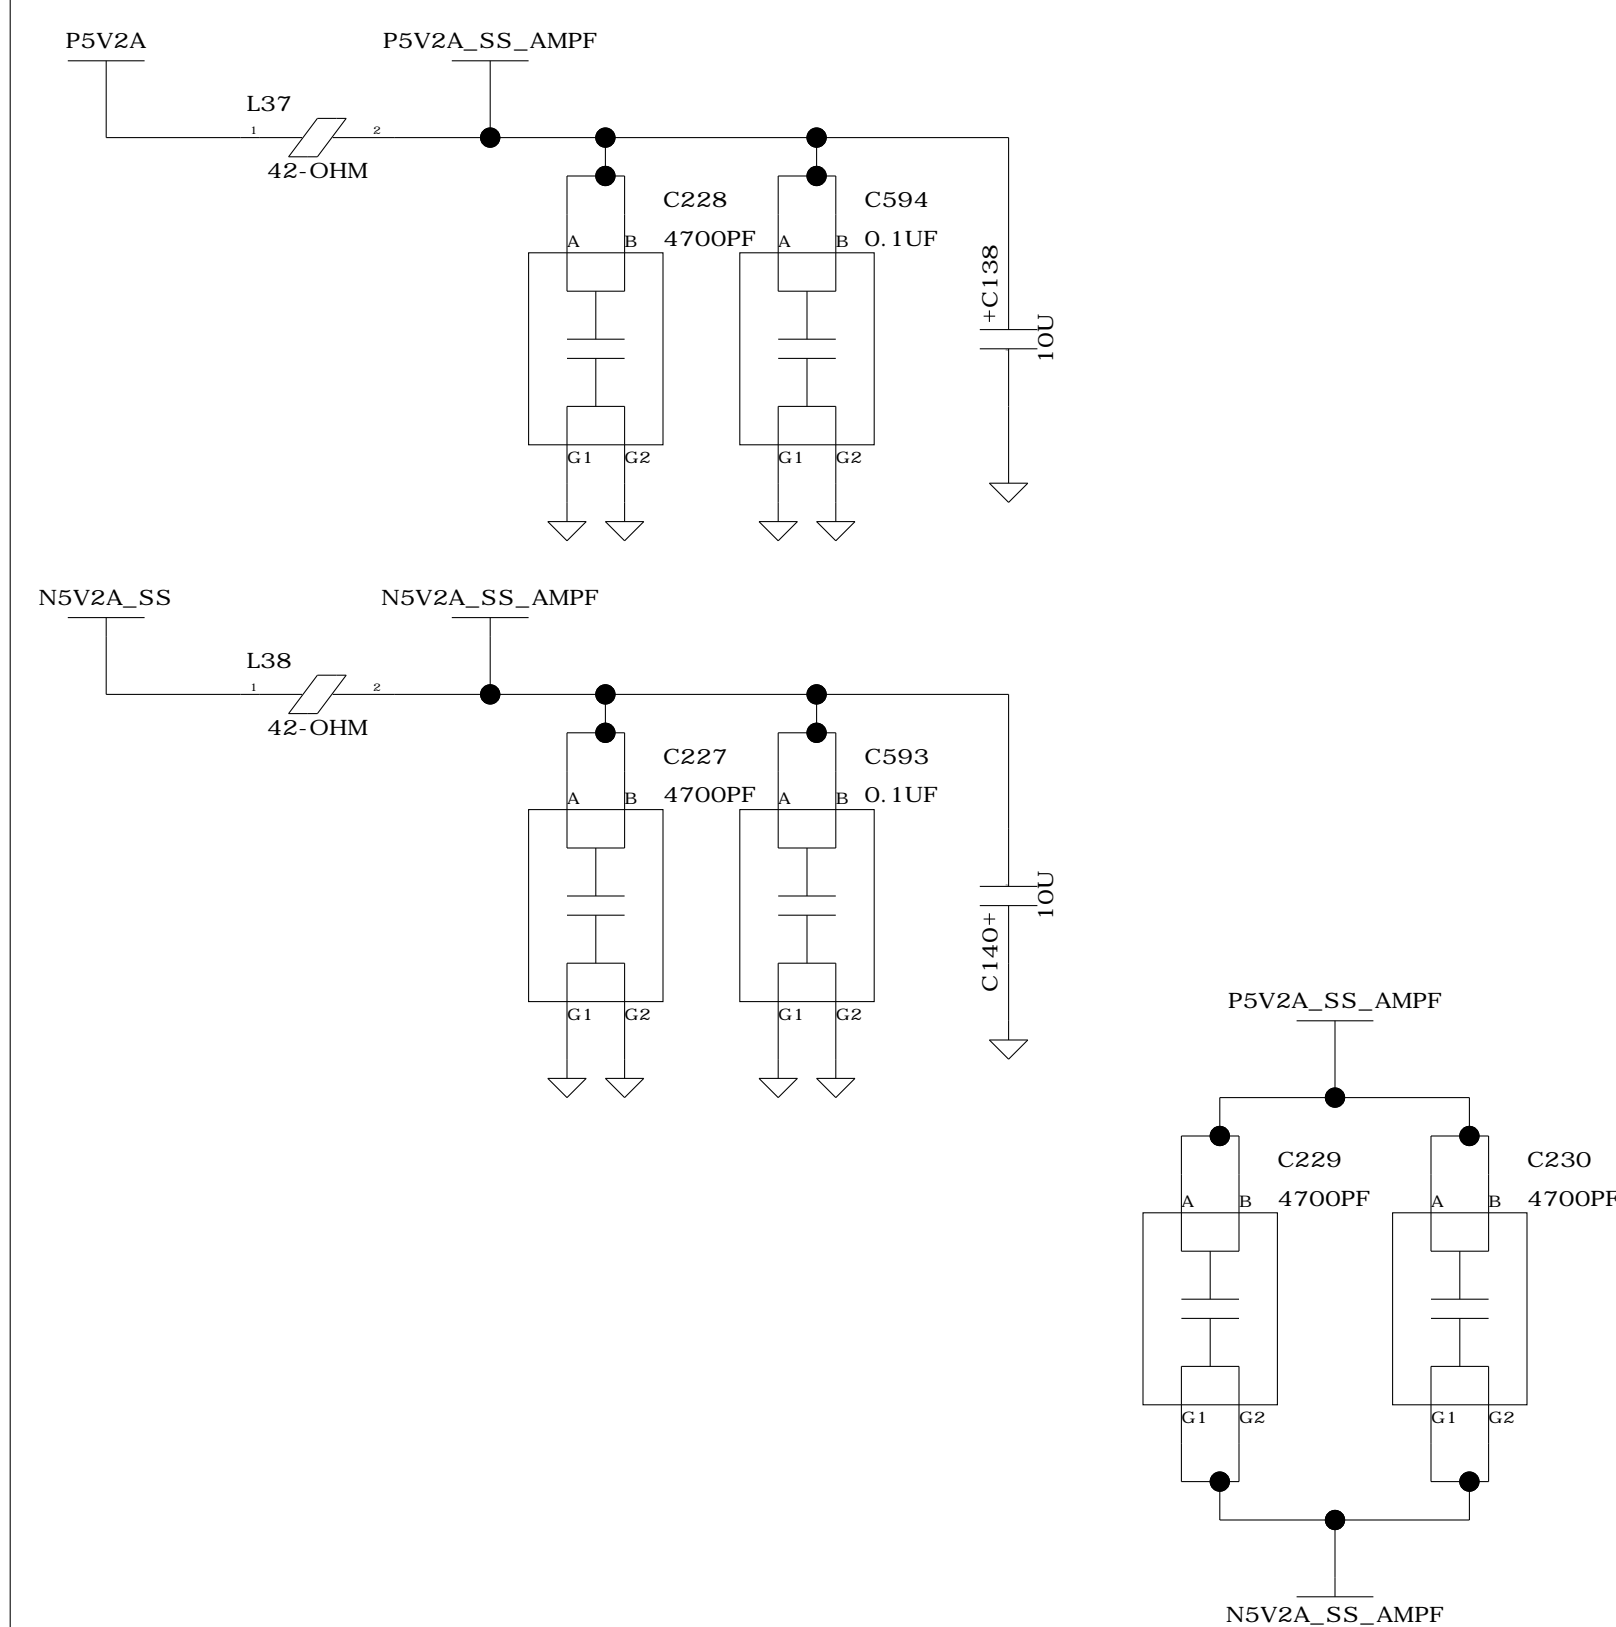 P5V2A
P5V2A_SS_AMPF
L37
1
2
42-OHM
C228
4700PF
A
B
G1
G2
C594
0.1UF
A
B
G1
G2
+C138
10U
N5V2A_SS
N5V2A_SS_AMPF
L38
1
2
42-OHM
C227
4700PF
A
B
G1
G2
C593
0.1UF
A
B
G1
G2
C140+
10U
P5V2A_SS_AMPF
C229
4700PF
A
B
G1
G2
C230
4700PF
A
B
G1
G2
N5V2A_SS_AMPF